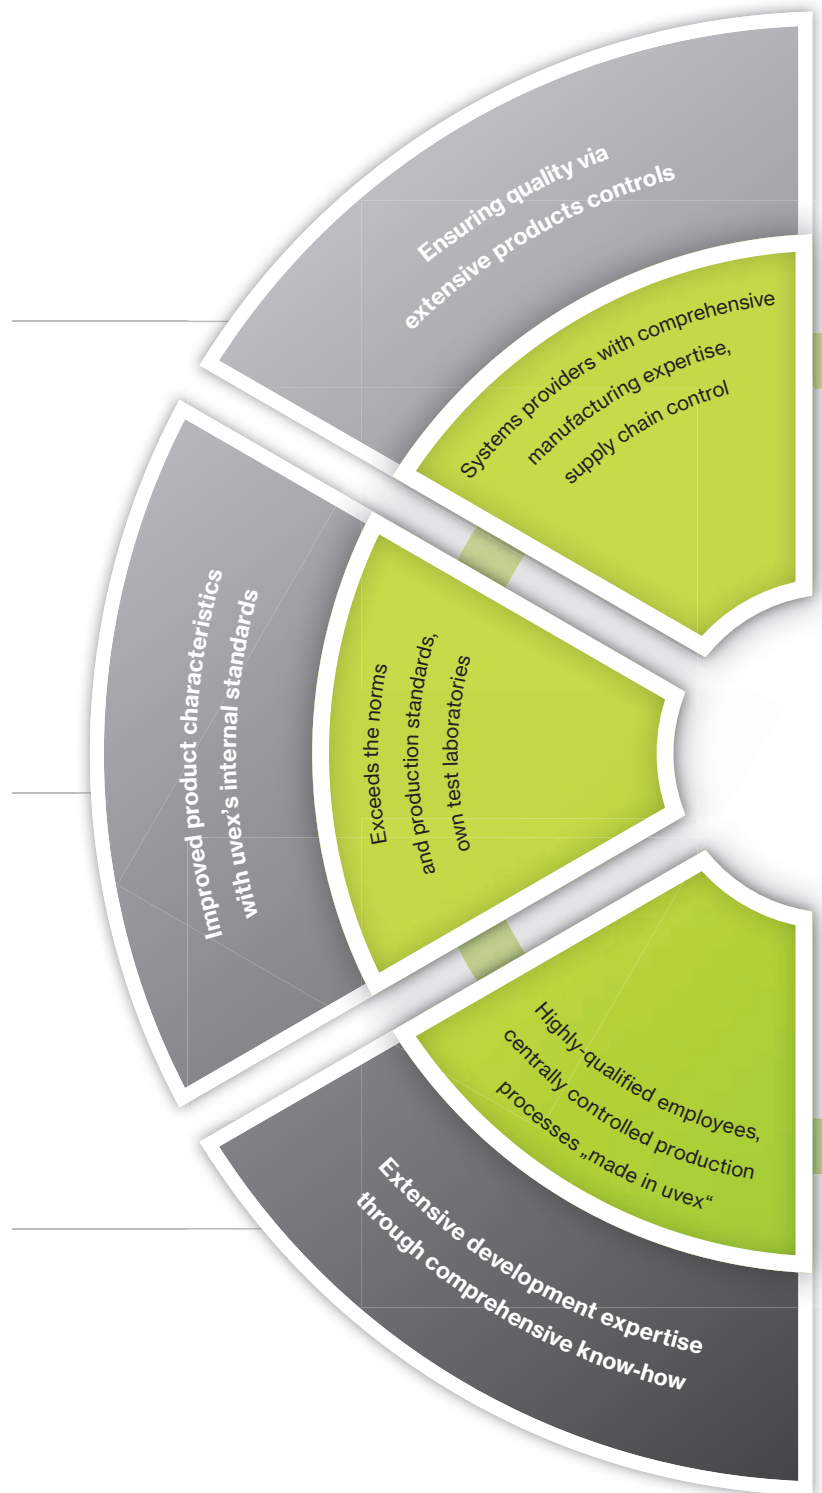 Ensuring quality via
extensive products controls
Systems providers with comprehensive
manufacturing expertise,
supply chain control
Improved product characteristics
with uvex's internal standards
Exceeds the norms
and production standards,
own test laboratories
Highly-qualified employees,
centrally controlled production
processes „made in uvex“
Extensive development expertise
through comprehensive know-how